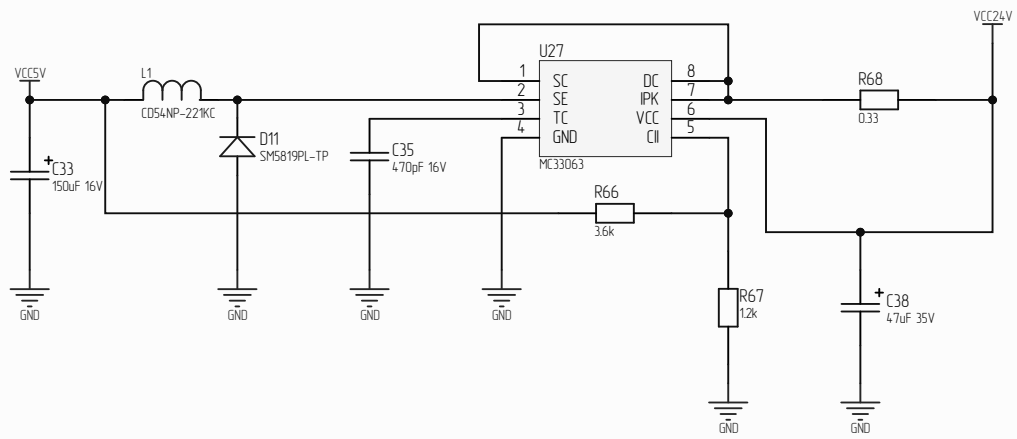 VCC24V
U27
VCC5V
L1
1
SC
DC
8
R68
2
SE
IPK
7
CD54NP-221KC
3
TC
VCC
6
0.33
D11
4
GND
CII
5
SM5819PL-TP
C35
470pF 16V
MC33063
C33
150uF 16V
R66
3.6k
R67
1.2k
C38
47uF 35V
GND
GND
GND
GND
GND
GND